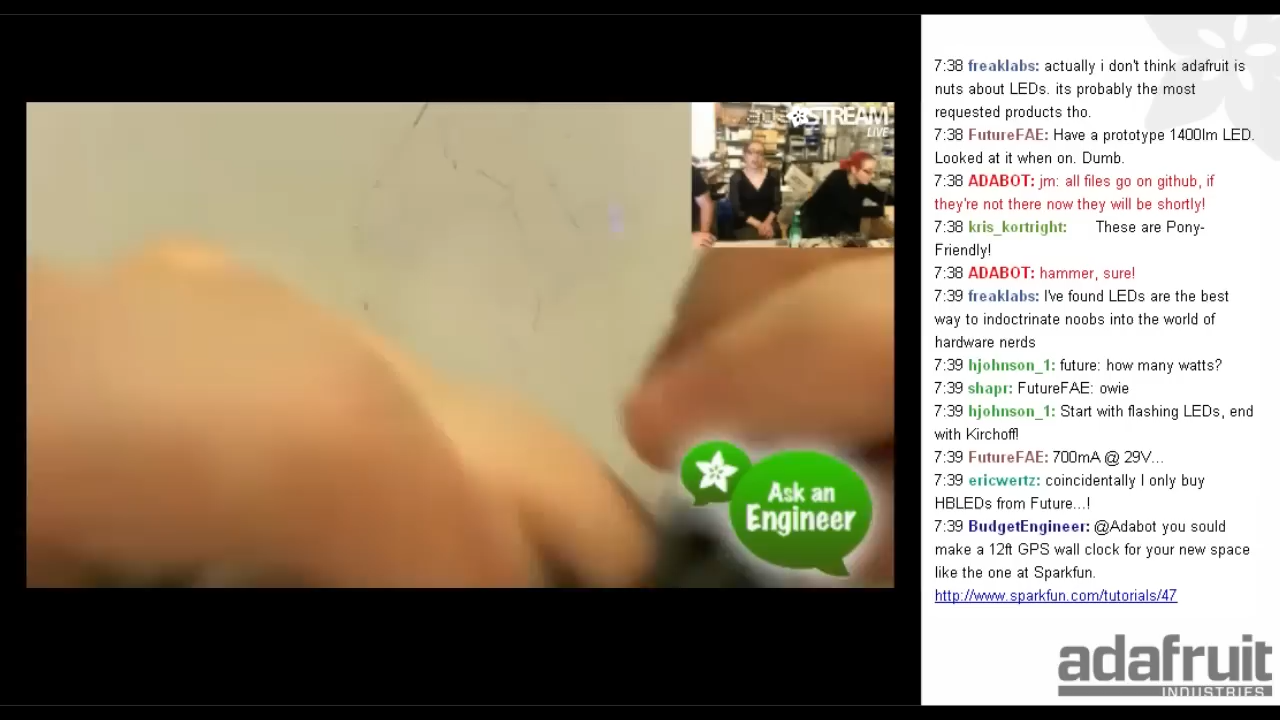 STREAM
LIVE
Ask an
Engineer
7:38 freaklabs: actually i don't think adafruit is
nuts about LEDs. its probably the most
requested products tho.
7:38 FutureFAE: Have a prototype 1400lm LED.
Looked at it when on. Dumb.
7:38 ADABOT: jm: all files go on github, if
they're not there now they will be shortly!
7:38 kris_kortright: These are Pony-
Friendly!
7:38 ADABOT: hammer, sure!
7:39 freaklabs: I've found LEDs are the best
way to indoctrinate noobs into the world of
hardware nerds
7:39 hjohnson_1: future: how many watts?
7:39 shapr: FutureFAE: owie
7:39 hjohnson_1: Start with flashing LEDs, end
with Kirchoff!
7:39 FutureFAE: 700mA @ 29V...
7:39 ericwertz: coincidentally I only buy
HBLEDs from Future...!
7:39 BudgetEngineer: @Adabot you sould
make a 12ft GPS wall clock for your new space
like the one at Sparkfun.
http://www.sparkfun.com/tutorials/47
adafruit
INDUSTRIES